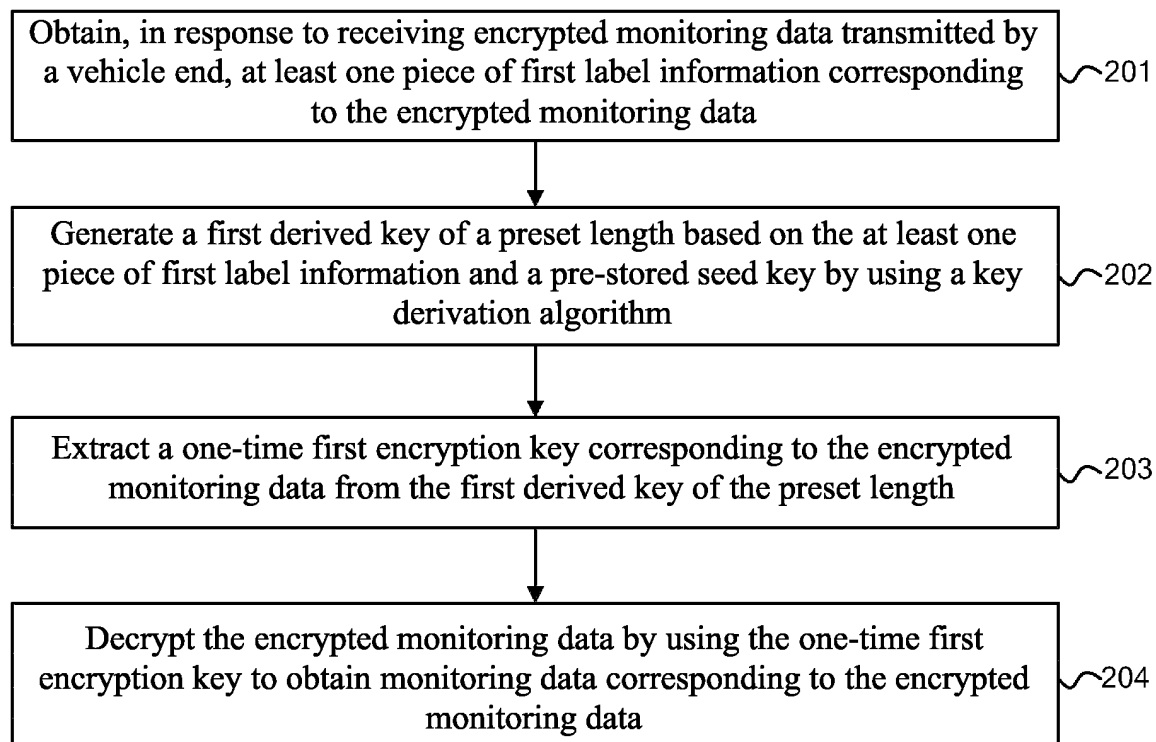 Obtain, in response to receiving encrypted monitoring data transmitted by
a vehicle end, at least one piece of first label information corresponding
to the encrypted monitoring data
201
Generate a first derived key of a preset length based on the at least one
piece of first label information and a pre-stored seed key by using a key
derivation algorithm
202
Extract a one-time first encryption key corresponding to the encrypted
monitoring data from the first derived key of the preset length
203
Decrypt the encrypted monitoring data by using the one-time first
encryption key to obtain monitoring data corresponding to the encrypted
monitoring data
204